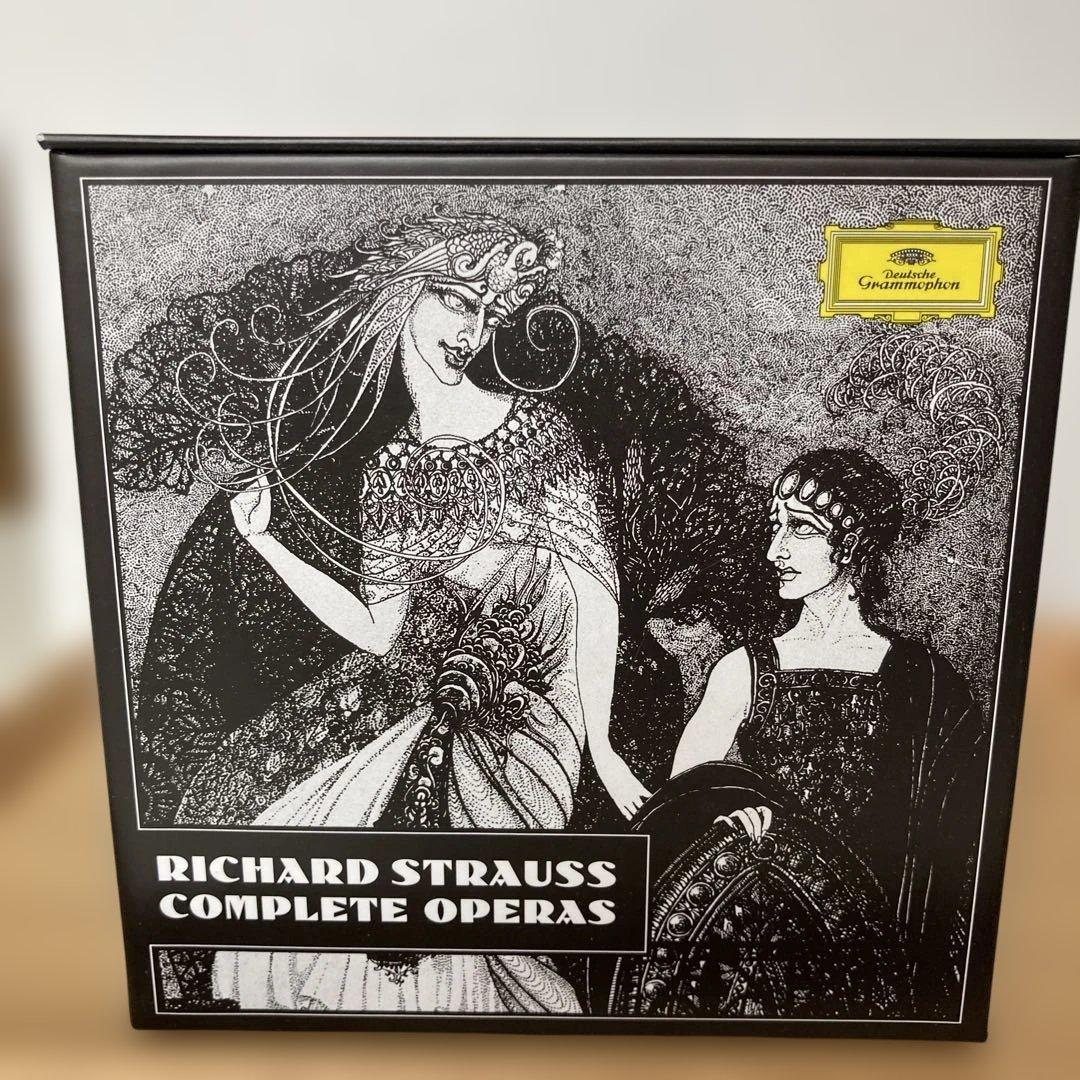 Deutsche
Grammophon
RICHARD STRAUSS
COMPLETE OPERAS